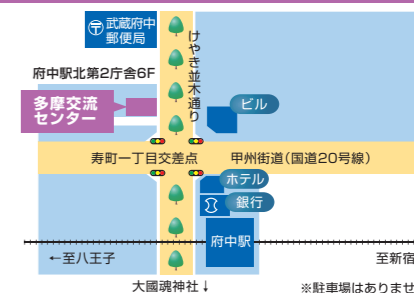 武蔵府中
郵便局
けやき並木通り
府中駅北第2庁舎6F
多摩交流
センター
ビル
寿町一丁目交差点
甲州街道(国道20号線)
ホテル
銀行
府中駅
←至八王子
至新宿
大國魂神社↓
※駐車場はありませ